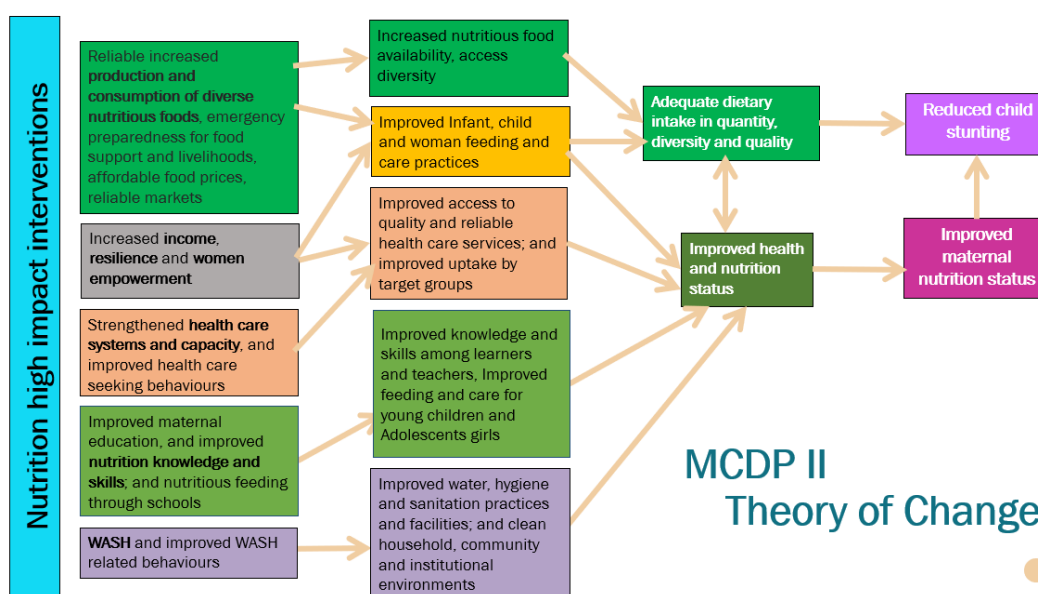 Nutrition high impact interventions
Reliable increased
production and
consumption of diverse
nutritious foods, emergency
preparedness for food
support and livelihoods,
affordable food prices,
reliable markets
Increased income,
resilience and women
empowerment
Strengthened health care
systems and capacity, and
improved health care
seeking behaviours
Improved maternal
education, and improved
nutrition knowledge and
skills; and nutritious feeding
through schools
WASH and improved WASH
related behaviours
Increased nutritious food
availability, access
diversity
Improved Infant, child
and woman feeding and
care practices
Improved access to
quality and reliable
health care services; and
improved uptake by
target groups
Improved knowledge and
skills among learners
and teachers, Improved
feeding and care for
young children and
Adolescents girls
Improved water, hygiene
and sanitation practices
and facilities; and clean
household, community
and institutional
environments
Adequate dietary
intake in quantity,
diversity and quality
Improved health
and nutrition
status
Reduced child
stunting
Improved
maternal
nutrition status
MCDP II
Theory of Change